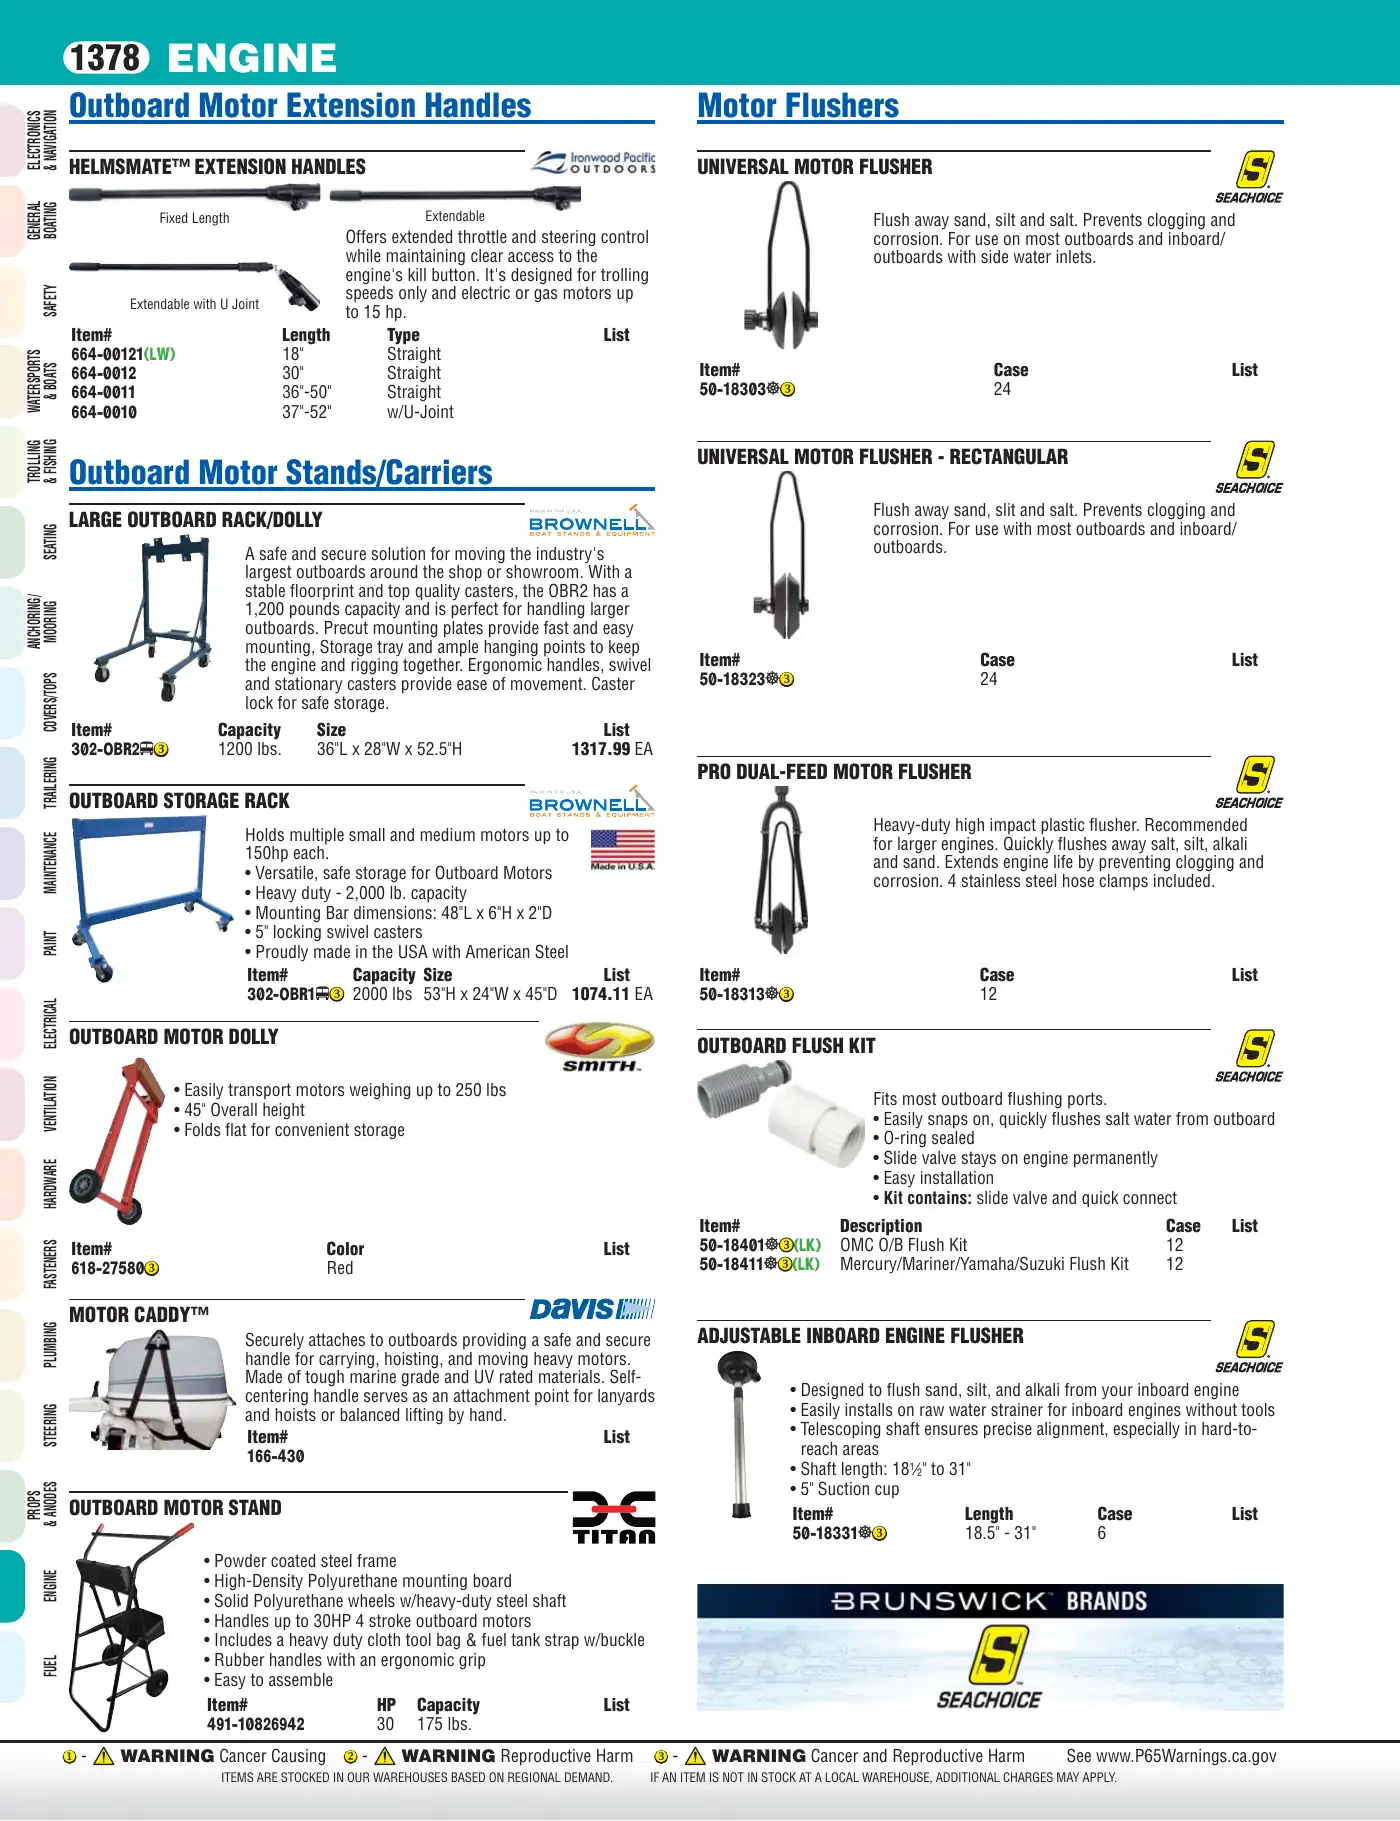 1378 ENGINE
ELECTRONICS & NAVIGATION
GENERAL BOATING
SAFETY
WATERSPORTS & BOATS
TROLLING & FISHING
SEATING
ANCHORING/ MOORING
COVERS/TOPS
TRAILERING
MAINTENANCE
PAINT
ELECTRICAL
VENTILATION
HARDWARE
FASTENERS
PLUMBING
STEERING
PROPS & ANODES
ENGINE
FUEL
Outboard Motor Extension Handles
HELMSMATE™ EXTENSION HANDLES
Ironwood Pacific
OUTDOORS
Fixed Length
Extendable
Extendable with U Joint
Offers extended throttle and steering control
while maintaining clear access to the
engine's kill button. It's designed for trolling
speeds only and electric or gas motors up
to 15 hp.
Item# Length Type List
664-00121(LW) 18" Straight
664-0012 30" Straight
664-0011 36"-50" Straight
664-0010 37"-52" w/U-Joint
Outboard Motor Stands/Carriers
LARGE OUTBOARD RACK/DOLLY
MADE IN THE U.S.A.
BROWNELL
BOAT STANDS & EQUIPMENT
A safe and secure solution for moving the industry's
largest outboards around the shop or showroom. With a
stable floorprint and top quality casters, the OBR2 has a
1,200 pounds capacity and is perfect for handling larger
outboards. Precut mounting plates provide fast and easy
mounting, Storage tray and ample hanging points to keep
the engine and rigging together. Ergonomic handles, swivel
and stationary casters provide ease of movement. Caster
lock for safe storage.
Item# Capacity Size List
302-OBR2 3 1200 lbs. 36"L x 28"W x 52.5"H 1317.99 EA
OUTBOARD STORAGE RACK
MADE IN THE U.S.A.
BROWNELL
BOAT STANDS & EQUIPMENT
Holds multiple small and medium motors up to
150hp each.
• Versatile, safe storage for Outboard Motors
• Heavy duty - 2,000 lb. capacity
• Mounting Bar dimensions: 48"L x 6"H x 2"D
• 5" locking swivel casters
• Proudly made in the USA with American Steel
Made in U.S.A.
Item# Capacity Size List
302-OBR1 3 2000 lbs 53"H x 24"W x 45"D 1074.11 EA
OUTBOARD MOTOR DOLLY
SMITH™
• Easily transport motors weighing up to 250 lbs
• 45" Overall height
• Folds flat for convenient storage
Item# Color List
618-27580 3 Red
MOTOR CADDY™
DAVIS
Securely attaches to outboards providing a safe and secure
handle for carrying, hoisting, and moving heavy motors.
Made of tough marine grade and UV rated materials. Self-
centering handle serves as an attachment point for lanyards
and hoists or balanced lifting by hand.
Item# List
166-430
OUTBOARD MOTOR STAND
TITAN
• Powder coated steel frame
• High-Density Polyurethane mounting board
• Solid Polyurethane wheels w/heavy-duty steel shaft
• Handles up to 30HP 4 stroke outboard motors
• Includes a heavy duty cloth tool bag & fuel tank strap w/buckle
• Rubber handles with an ergonomic grip
• Easy to assemble
Item# HP Capacity List
491-10826942 30 175 lbs.
Motor Flushers
UNIVERSAL MOTOR FLUSHER
S
SEACHOICE
Flush away sand, silt and salt. Prevents clogging and
corrosion. For use on most outboards and inboard/
outboards with side water inlets.
Item# Case List
50-18303 3 24
UNIVERSAL MOTOR FLUSHER - RECTANGULAR
S
SEACHOICE
Flush away sand, slit and salt. Prevents clogging and
corrosion. For use with most outboards and inboard/
outboards.
Item# Case List
50-18323 3 24
PRO DUAL-FEED MOTOR FLUSHER
S
SEACHOICE
Heavy-duty high impact plastic flusher. Recommended
for larger engines. Quickly flushes away salt, silt, alkali
and sand. Extends engine life by preventing clogging and
corrosion. 4 stainless steel hose clamps included.
Item# Case List
50-18313 3 12
OUTBOARD FLUSH KIT
S
SEACHOICE
Fits most outboard flushing ports.
• Easily snaps on, quickly flushes salt water from outboard
• O-ring sealed
• Slide valve stays on engine permanently
• Easy installation
• Kit contains: slide valve and quick connect
Item# Description Case List
50-18401 3 (LK) OMC O/B Flush Kit 12
50-18411 3 (LK) Mercury/Mariner/Yamaha/Suzuki Flush Kit 12
ADJUSTABLE INBOARD ENGINE FLUSHER
S
SEACHOICE
• Designed to flush sand, silt, and alkali from your inboard engine
• Easily installs on raw water strainer for inboard engines without tools
• Telescoping shaft ensures precise alignment, especially in hard-to-
reach areas
• Shaft length: 18½" to 31"
• 5" Suction cup
Item# Length Case List
50-18331 3 18.5" - 31" 6
BRUNSWICK™ BRANDS
S
SEACHOICE
1 - WARNING Cancer Causing 2 - WARNING Reproductive Harm 3 - WARNING Cancer and Reproductive Harm See www.P65Warnings.ca.gov
ITEMS ARE STOCKED IN OUR WAREHOUSES BASED ON REGIONAL DEMAND. IF AN ITEM IS NOT IN STOCK AT A LOCAL WAREHOUSE, ADDITIONAL CHARGES MAY APPLY.